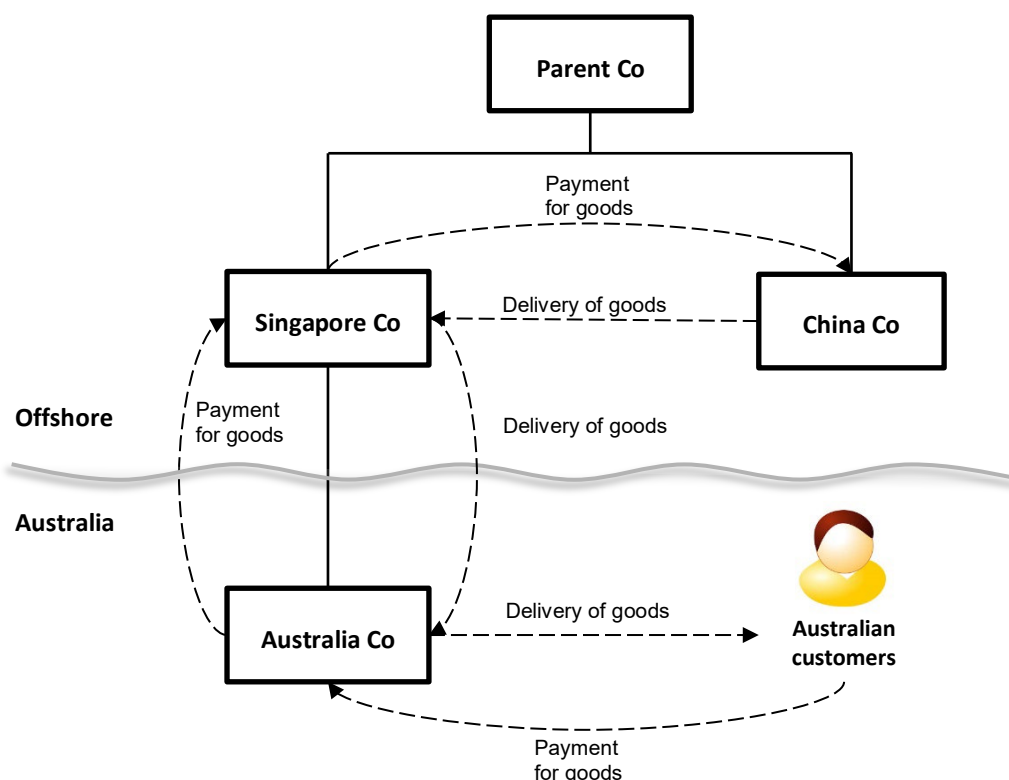 Parent Co
Payment
for goods
Delivery of goods
Singapore Co
China Co
Payment
for goods
Delivery of goods
Offshore
Australia
Delivery of goods
Australia Co
Australian
customers
Payment
for goods